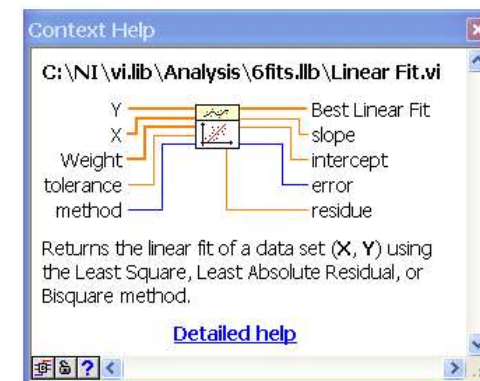 Context Help
C:\NI\vi.lib\Analysis\6fits.llb\Linear Fit.vi
Y
X
Weight
tolerance
method
Best Linear Fit
slope
intercept
error
residue
Returns the linear fit of a data set (X, Y) using
the Least Square, Least Absolute Residual, or
Bisquare method.
Detailed help
?